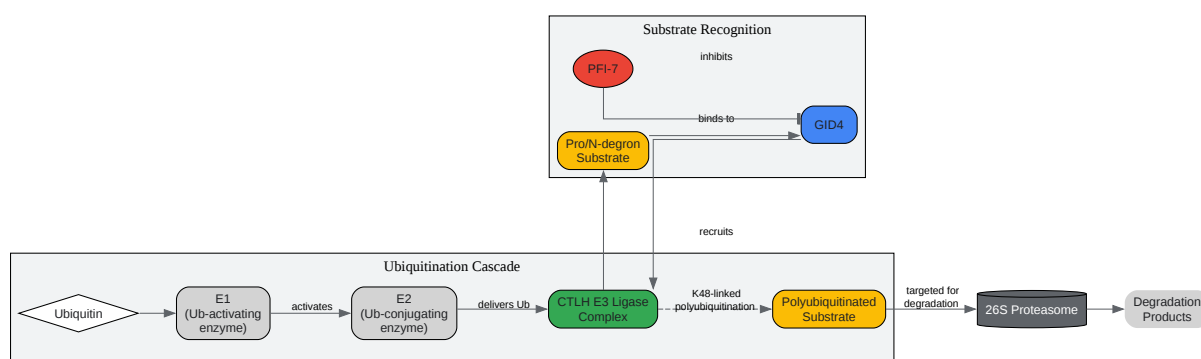 Substrate Recognition
inhibits
PFI-7
binds to
GID4
Pro/N-degron
Substrate
recruits
Ubiquitination Cascade
Ubiquitin
E1
(Ub-activating
enzyme)
activates
E2
(Ub-conjugating
enzyme)
delivers Ub
CTLH E3 Ligase
Complex
K48-linked
polyubiquitination
Polyubiquitinated
Substrate
targeted for
degradation
26S Proteasome
Degradation
Products